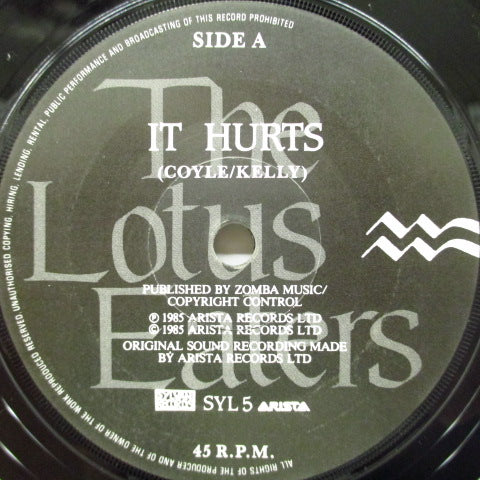 ALL RIGHTS OF THE PRODUCER AND OF THE OWNER OF THE WORK REPRODUCED RESERVED. UNAUTHORISED COPYING, HIRING, LENDING, RENTAL, PUBLIC PERFORMANCE AND BROADCASTING OF THIS RECORD PROHIBITED
SIDE A
The
Lotus
Eaters
IT HURTS
(COYLE/KELLY)
PUBLISHED BY ZOMBA MUSIC/
COPYRIGHT CONTROL
℗ 1985 ARISTA RECORDS LTD
© 1985 ARISTA RECORDS LTD
ORIGINAL SOUND RECORDING MADE
BY ARISTA RECORDS LTD
SYL 5 ARISTA
45 R.P.M.